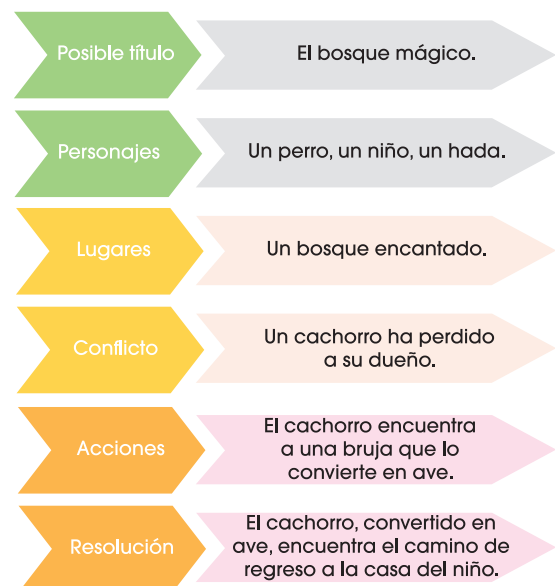 Posible título
El bosque mágico.
Personajes
Un perro, un niño, un hada.
Lugares
Un bosque encantado.
Conflicto
Un cachorro ha perdido
a su dueño.
Acciones
El cachorro encuentra
a una bruja que lo
convierte en ave.
Resolución
El cachorro, convertido en
ave, encuentra el camino de
regreso a la casa del niño.